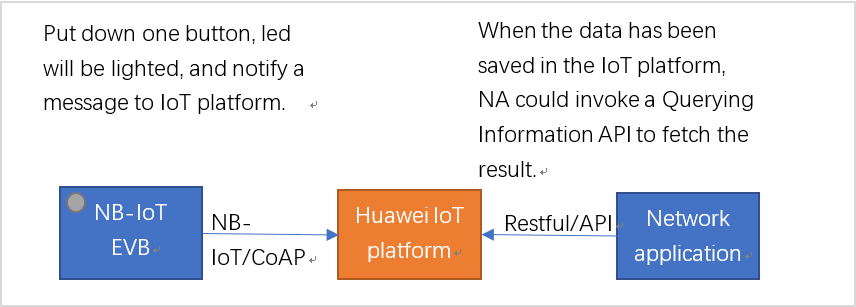 Put down one button, led
will be lighted, and notify a
message to IoT platform.
When the data has been
saved in the IoT platform,
NA could invoke a Querying
Information API to fetch the
result.
NB-IoT
EVB
NB-
IoT/CoAP
Huawei IoT
platform
Restful/API
Network
application